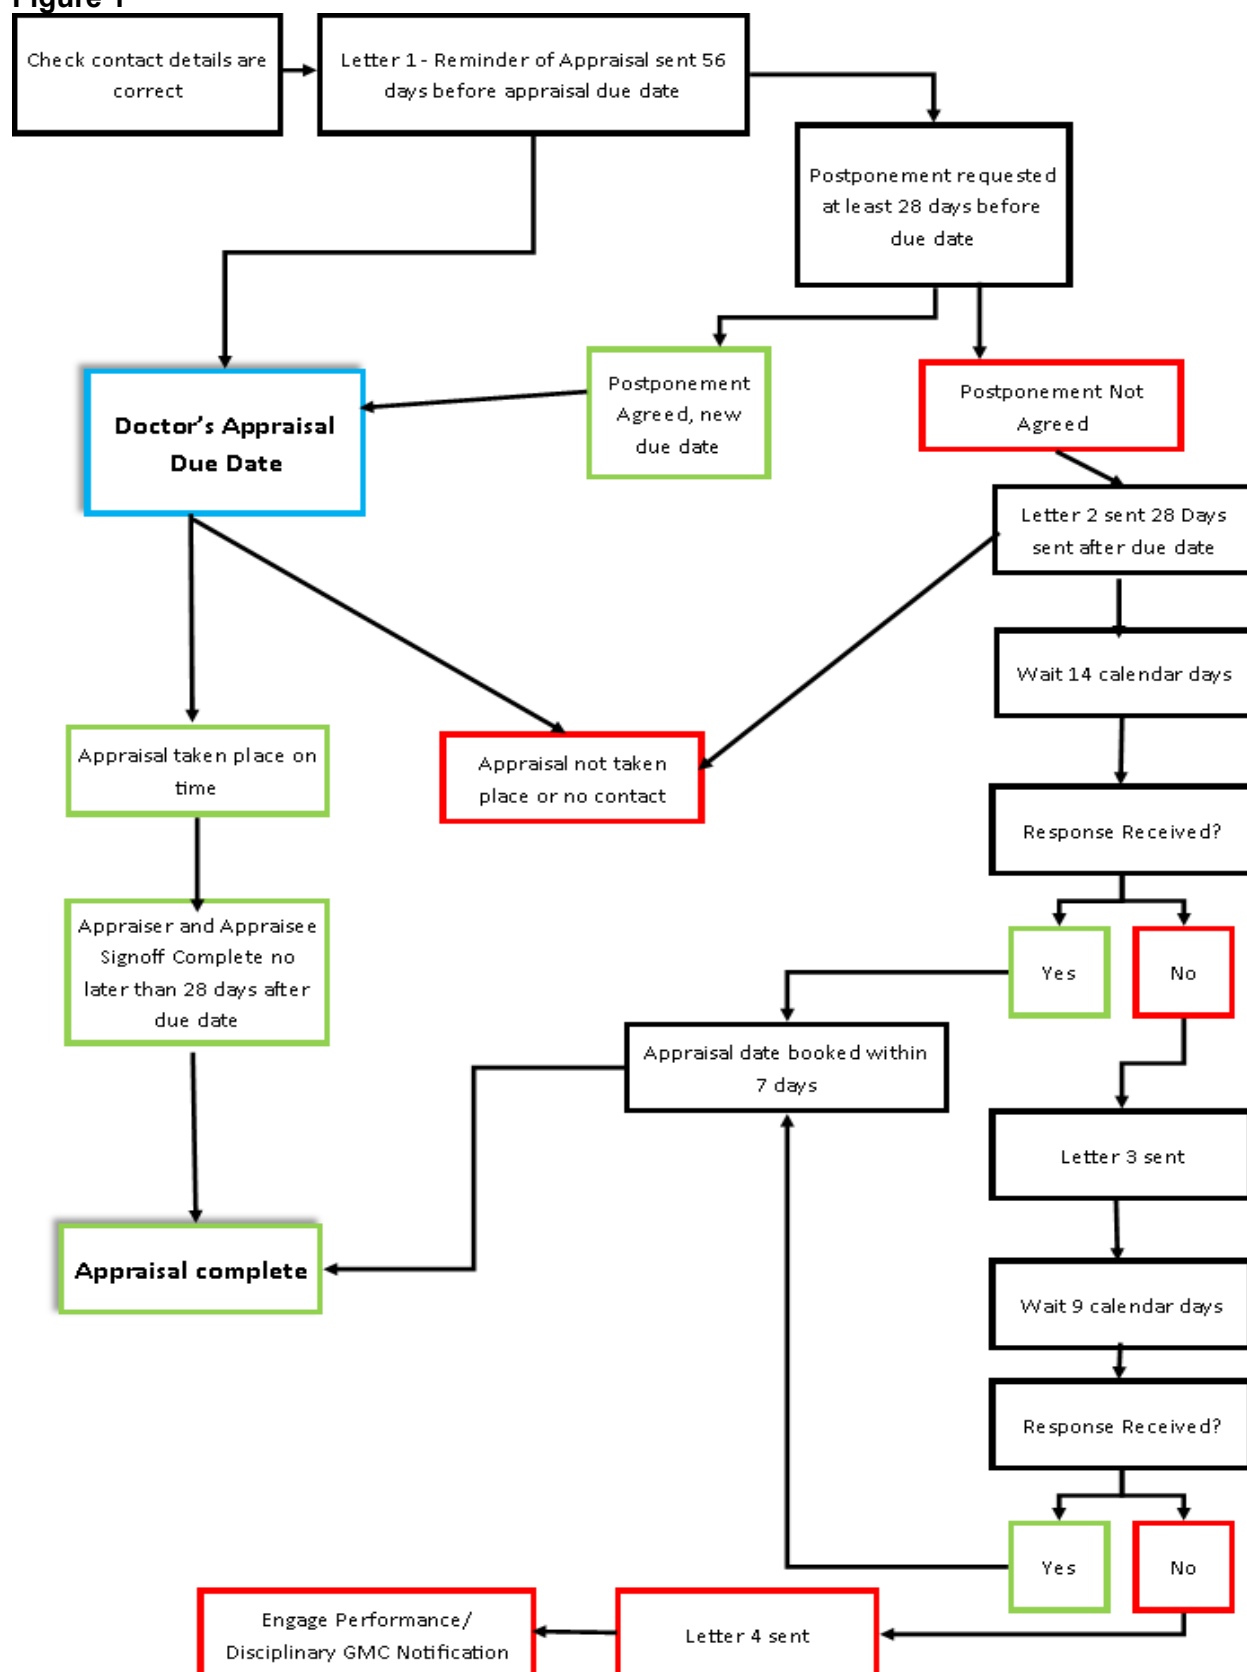 Figure 1
Check contact details are
correct
Letter 1 - Reminder of Appraisal sent 56
days before appraisal due date
Postponement requested
at least 28 days before
due date
Postponement
Agreed, new
due date
Postponement Not
Agreed
Doctor's Appraisal
Due Date
Letter 2 sent 28 Days
sent after due date
Wait 14 calendar days
Appraisal taken place on
time
Appraisal not taken
place or no contact
Response Received?
Appraiser and Appraisee
Signoff Complete no
later than 28 days after
due date
Yes
No
Appraisal date booked within
7 days
Letter 3 sent
Appraisal complete
Wait 9 calendar days
Response Received?
Yes
No
Engage Performance/
Disciplinary GMC Notification
Letter 4 sent